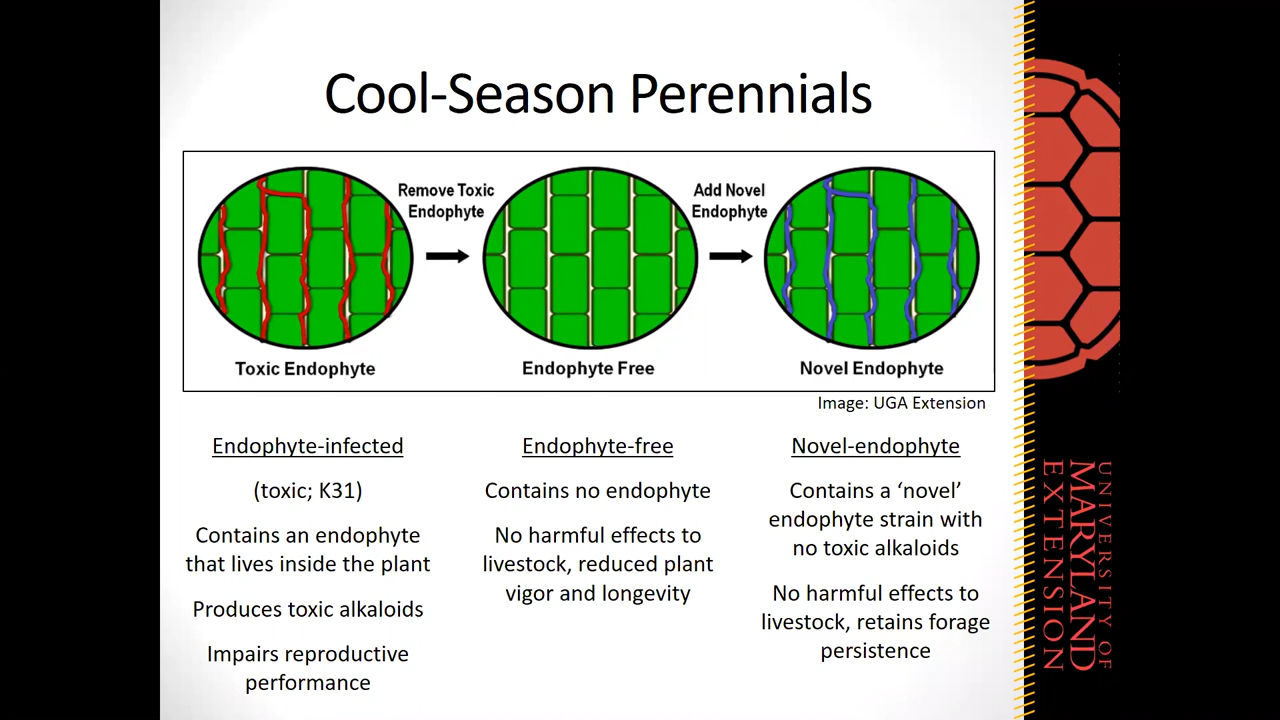 Cool-Season Perennials
Remove Toxic
Endophyte
Add Novel
Endophyte
Toxic Endophyte
Endophyte Free
Novel Endophyte
Image: UGA Extension
Endophyte-infected
(toxic; K31)
Contains an endophyte
that lives inside the plant
Produces toxic alkaloids
Impairs reproductive
performance
Endophyte-free
Contains no endophyte
No harmful effects to
livestock, reduced plant
vigor and longevity
Novel-endophyte
Contains a ‘novel’
endophyte strain with
no toxic alkaloids
No harmful effects to
livestock, retains forage
persistence
UNIVERSITY OF
MARYLAND
EXTENSION